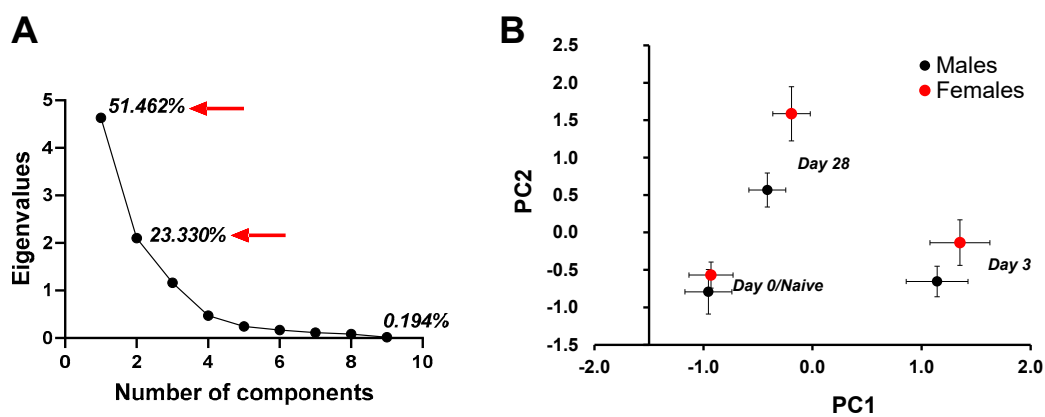 A
51.462%
23.330%
0.194%
Eigenvalues
5
4
3
2
1
0
0 2 4 6 8 10
Number of components
B
Males
Females
Day 28
Day 3
Day 0/Naive
PC2
2.5
2.0
1.5
1.0
0.5
0.0
-0.5
-1.0
-1.5
-2.0 -1.0 0.0 1.0 2.0
PC1